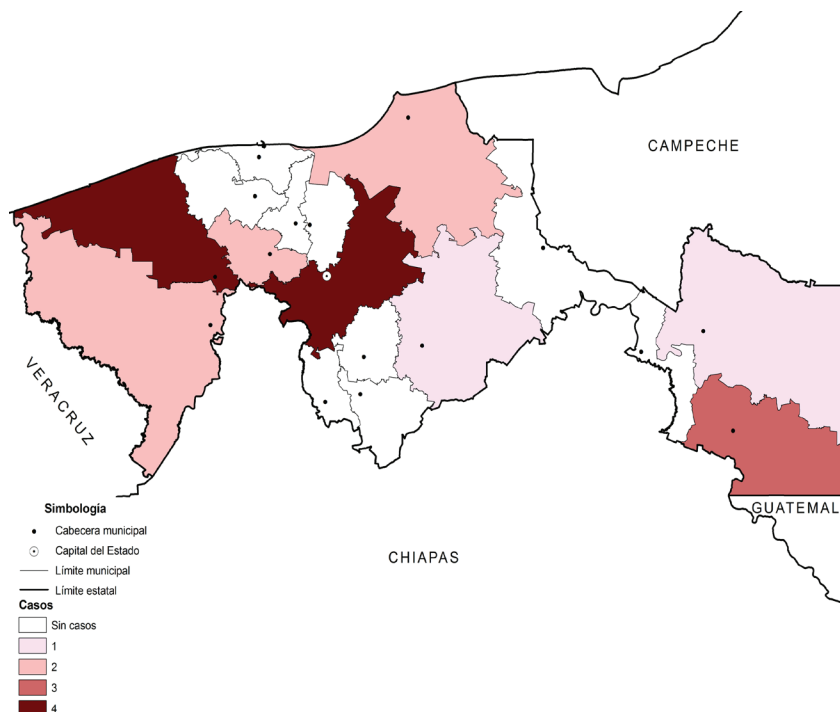 CAMPECHE
VERACRUZ
GUATEMAL
CHIAPAS
Simbología
Cabecera municipal
Capital del Estado
Límite municipal
Límite estatal
Casos
Sin casos
1
2
3
4